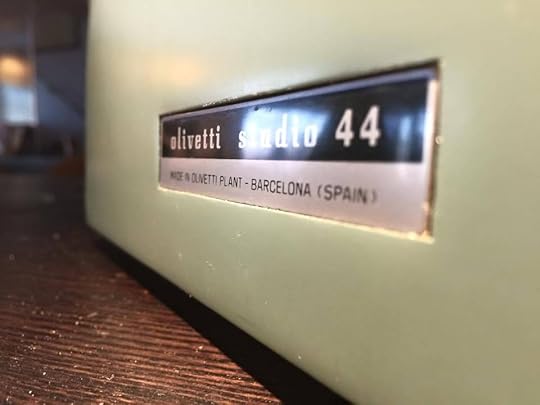 olivetti studio 44
MADE IN OLIVETTI PLANT - BARCELONA (SPAIN)